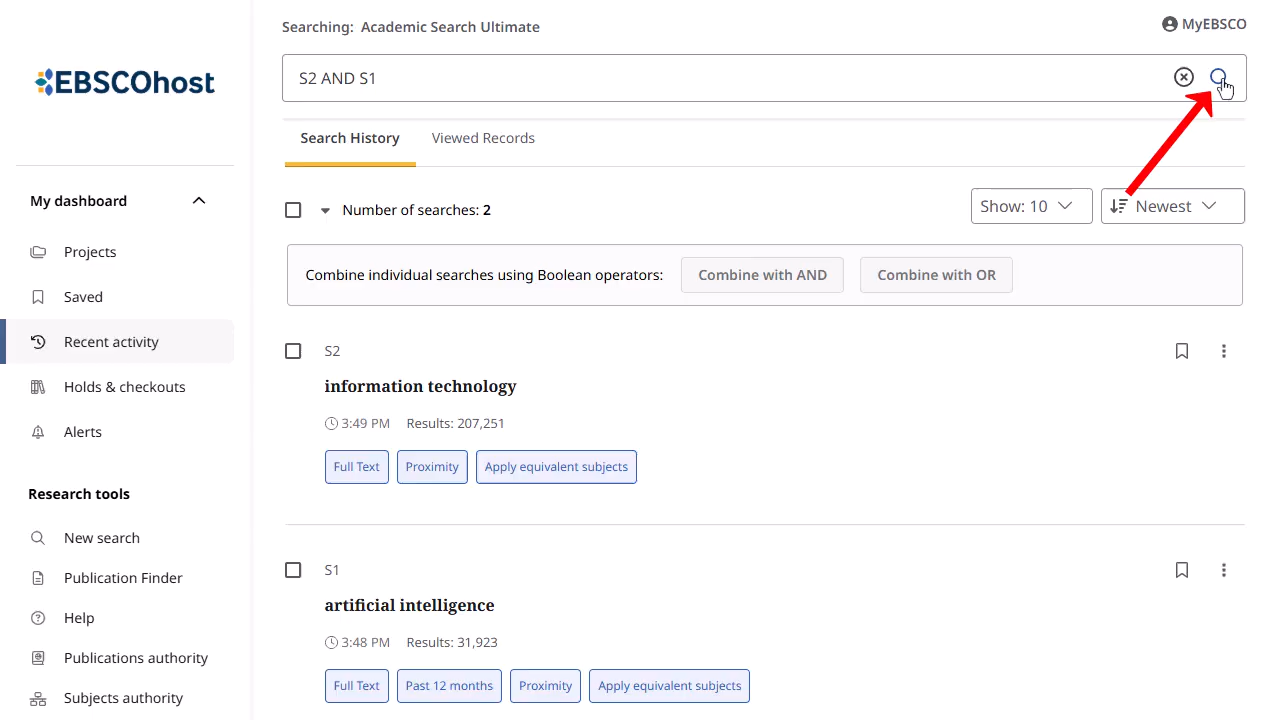 Searching: Academic Search Ultimate
MyEBSCO
EBSCOhost
S2 AND S1
Search History
Viewed Records
My dashboard
Projects
Saved
Recent activity
Holds & checkouts
Alerts
Research tools
New search
Publication Finder
Help
Publications authority
Subjects authority
Number of searches: 2
Show: 10
Newest
Combine individual searches using Boolean operators:
Combine with AND
Combine with OR
S2
information technology
3:49 PM Results: 207,251
Full Text
Proximity
Apply equivalent subjects
S1
artificial intelligence
3:48 PM Results: 31,923
Full Text
Past 12 months
Proximity
Apply equivalent subjects